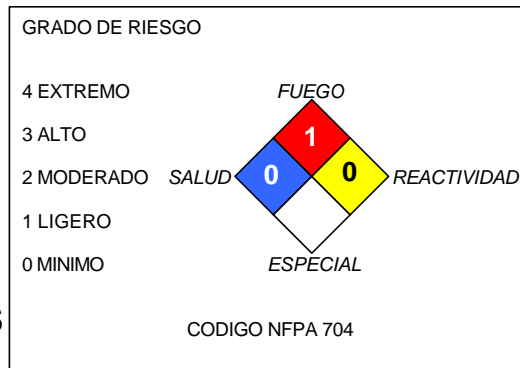 GRADO DE RIESGO
4 EXTREMO
FUEGO
3 ALTO
1
2 MODERADO
SALUD
0
0
REACTIVIDAD
1 LIGERO
0 MINIMO
ESPECIAL
S
CODIGO NFPA 704